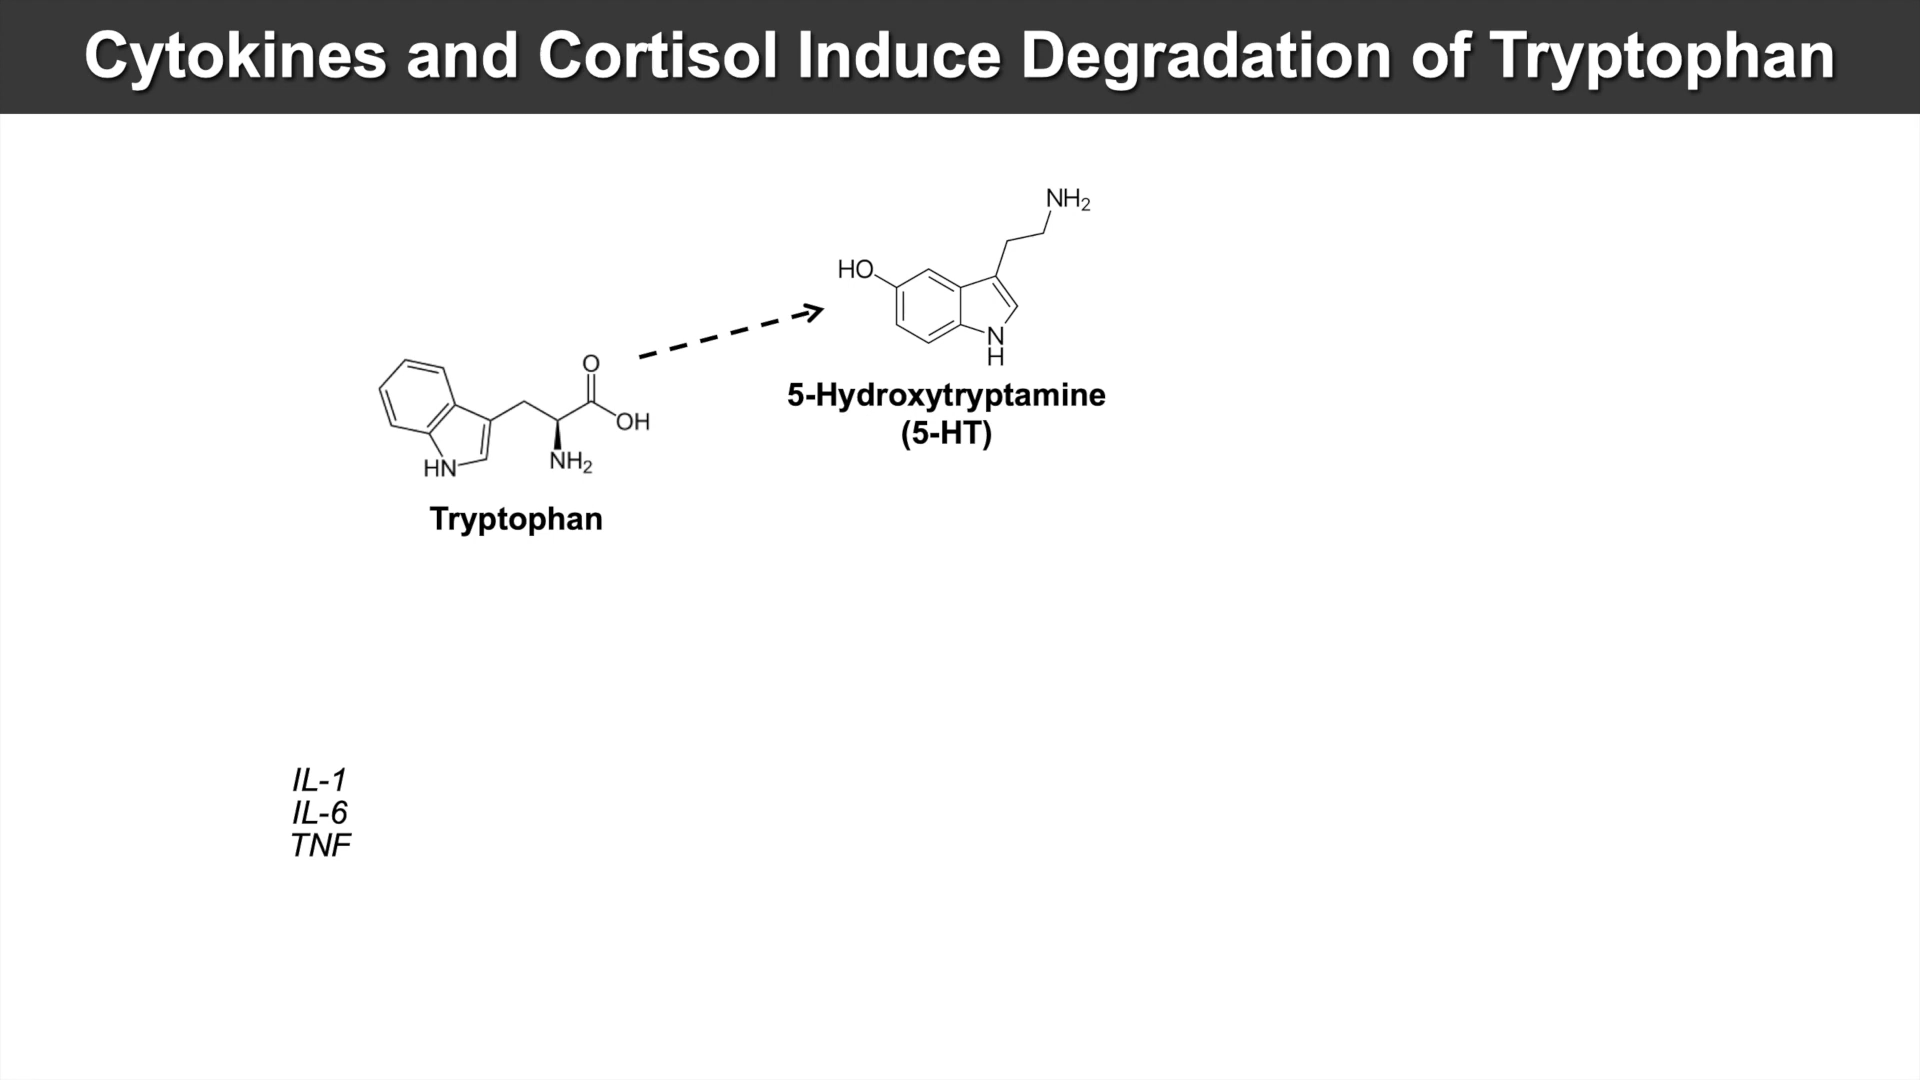 Cytokines and Cortisol Induce Degradation of Tryptophan
NH2
HO
N
H
5-Hydroxytryptamine
(5-HT)
O
OH
NH2
HN
Tryptophan
IL-1
IL-6
TNF